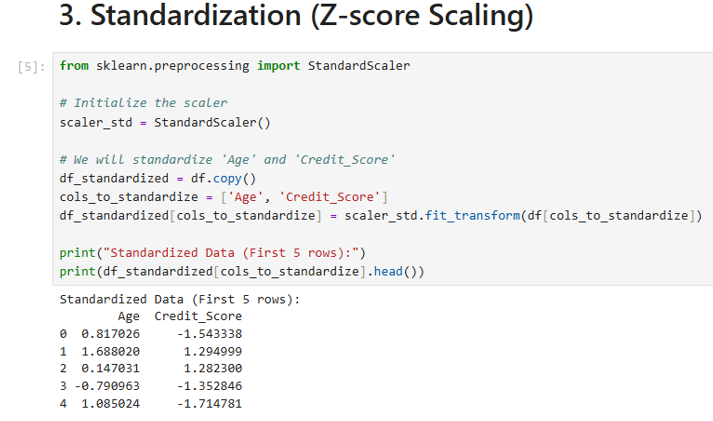 3. Standardization (Z-score Scaling)
[5]:
from sklearn.preprocessing import StandardScaler
# Initialize the scaler
scaler_std = StandardScaler()
# We will standardize 'Age' and 'Credit_Score'
df_standardized = df.copy()
cols_to_standardize = ['Age', 'Credit_Score']
df_standardized[cols_to_standardize] = scaler_std.fit_transform(df[cols_to_standardize])
print("Standardized Data (First 5 rows):")
print(df_standardized[cols_to_standardize].head())
Standardized Data (First 5 rows):
Age Credit_Score
0 0.817026 -1.543338
1 1.688020 1.294999
2 0.147031 1.282300
3 -0.790963 -1.352846
4 1.085024 -1.714781